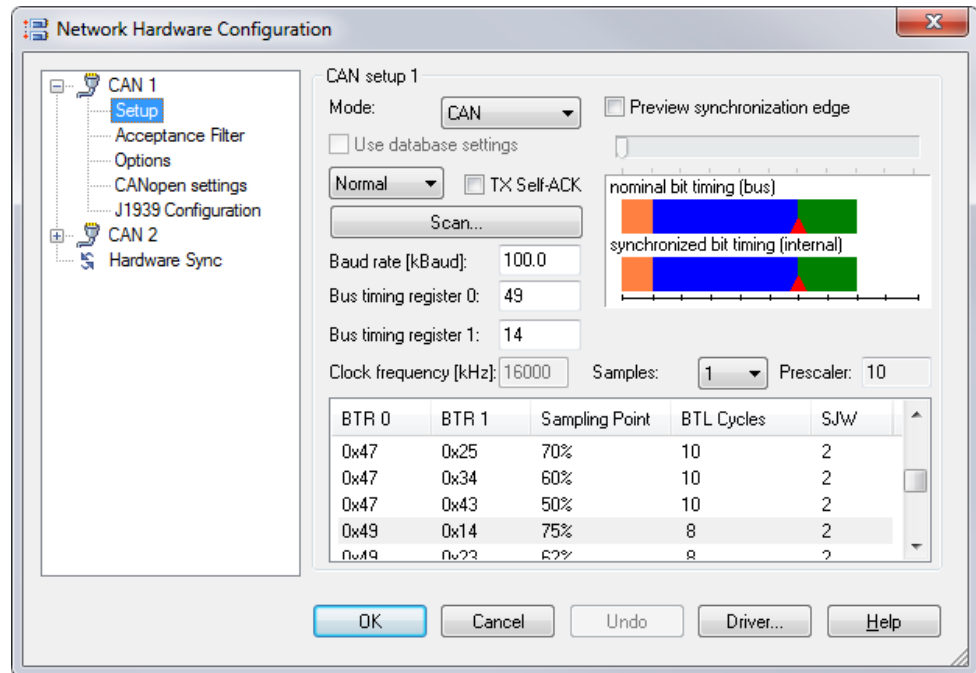 Network Hardware Configuration
CAN 1
Setup
Acceptance Filter
Options
CANopen settings
J1939 Configuration
CAN 2
Hardware Sync
CAN setup 1
Mode: CAN
Preview synchronization edge
Use database settings
Normal TX Self-ACK
nominal bit timing (bus)
Scan...
synchronized bit timing (internal)
Baud rate [kBaud]: 100.0
Bus timing register 0: 49
Bus timing register 1: 14
Clock frequency [kHz]: 16000 Samples: 1 Prescaler: 10
BTR 0 BTR 1 Sampling Point BTL Cycles SJW
0x47 0x25 70% 10 2
0x47 0x34 60% 10 2
0x47 0x43 50% 10 2
0x49 0x14 75% 8 2
0x49 0x23 62% 8 2
OK Cancel Undo Driver... Help